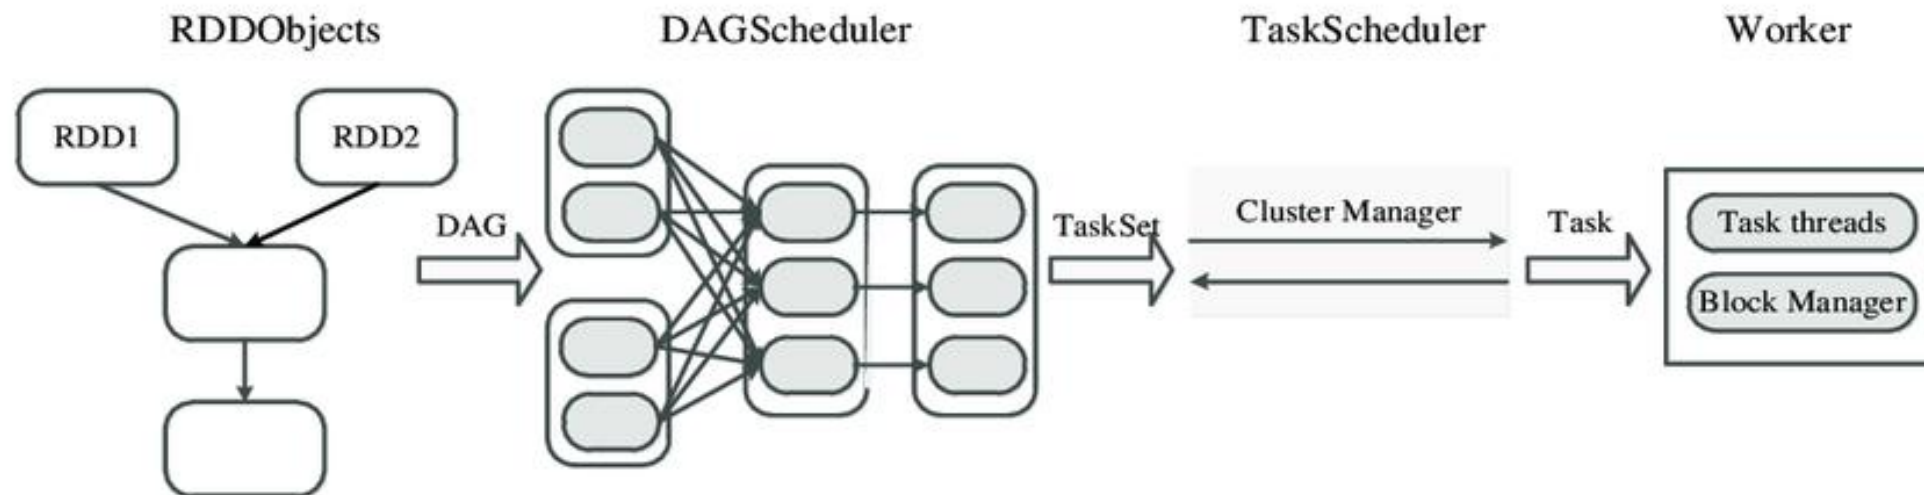 RDDObjects
DAGScheduler
TaskScheduler
Worker
RDD1
RDD2
DAG
TaskSet
Cluster Manager
Task
Task threads
Block Manager